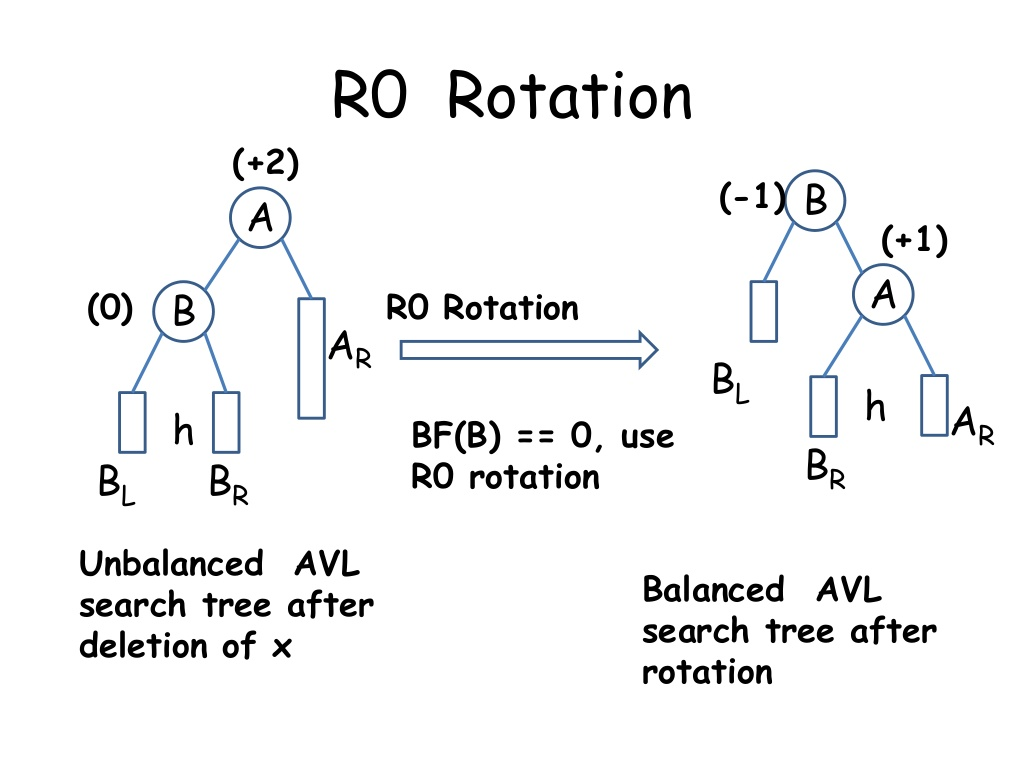 R0 Rotation
(+2)
A
(0)
B
A_R
h
B_L
B_R
Unbalanced AVL
search tree after
deletion of x
R0 Rotation
BF(B) == 0, use
R0 rotation
(-1)
B
(+1)
A
B_L
h
A_R
B_R
Balanced AVL
search tree after
rotation